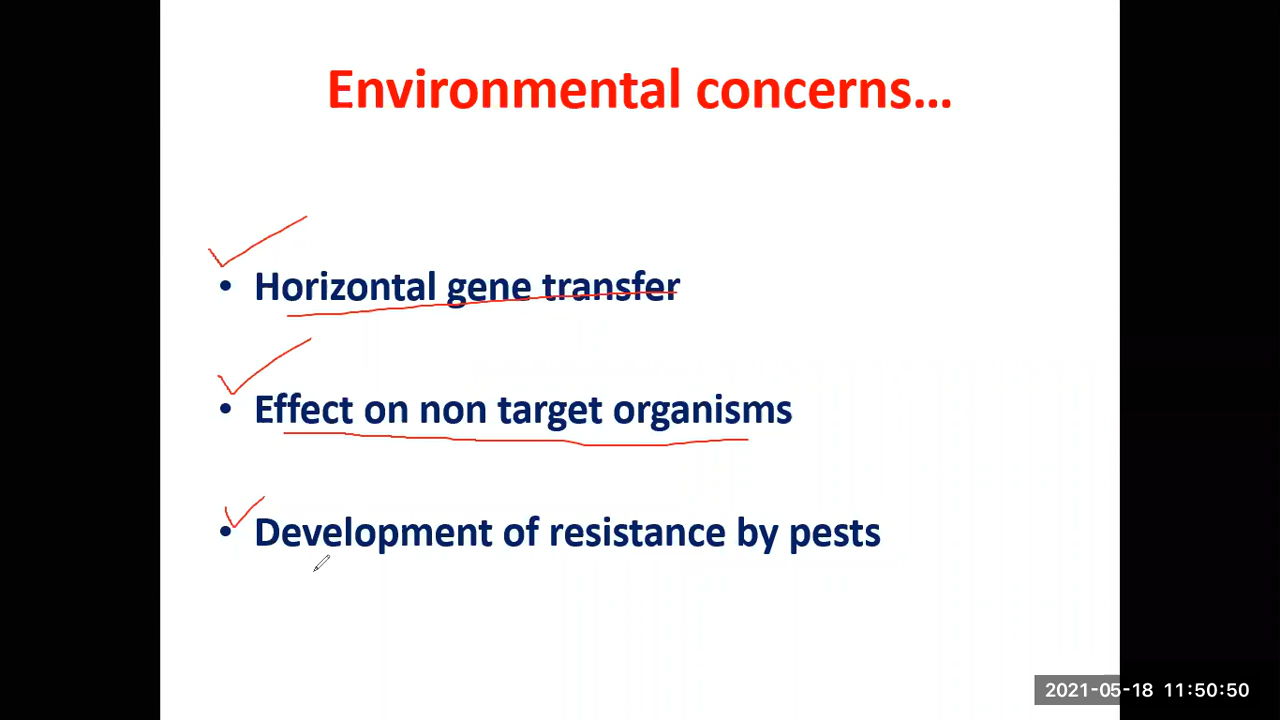 Environmental concerns...
• Horizontal gene transfer
• Effect on non target organisms
• Development of resistance by pests
2021-05-18 11:50:50